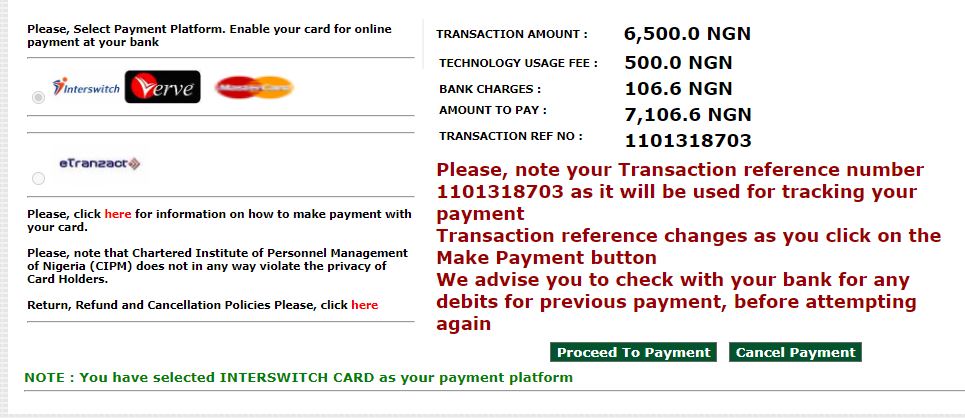 Please, Select Payment Platform. Enable your card for online
payment at your bank
Interswitch Verve MasterCard
eTranzact
Please, click here for information on how to make payment with
your card.
Please, note that Chartered Institute of Personnel Management
of Nigeria (CIPM) does not in any way violate the privacy of
Card Holders.
Return, Refund and Cancellation Policies Please, click here
TRANSACTION AMOUNT : 6,500.0 NGN
TECHNOLOGY USAGE FEE : 500.0 NGN
BANK CHARGES : 106.6 NGN
AMOUNT TO PAY : 7,106.6 NGN
TRANSACTION REF NO : 1101318703
Please, note your Transaction reference number
1101318703 as it will be used for tracking your
payment
Transaction reference changes as you click on the
Make Payment button
We advise you to check with your bank for any
debits for previous payment, before attempting
again
Proceed To Payment Cancel Payment
NOTE : You have selected INTERSWITCH CARD as your payment platform